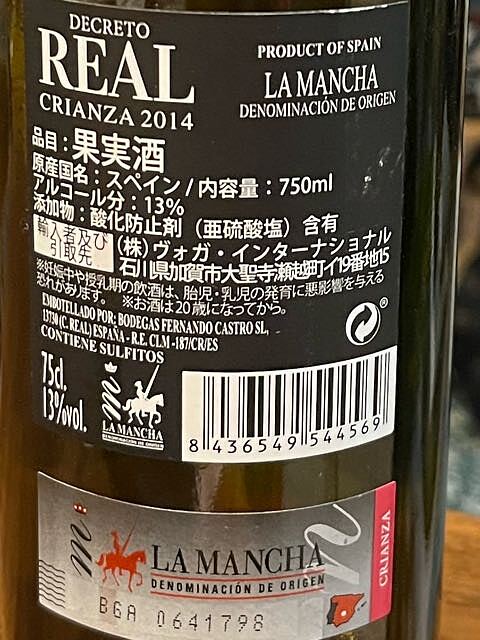 DECRETO
REAL
CRIANZA 2014
PRODUCT OF SPAIN
LA MANCHA
DENOMINACIÓN DE ORIGEN
品目：果実酒
原産国名：スペイン / 内容量：750ml
アルコール分：13%
添加物：酸化防止剤（亜硫酸塩）含有
輸入者及び
引取先
(株)ヴォガ・インターナショナル
石川県加賀市大聖寺瀬越町イ19番地15
※妊娠中や授乳期の飲酒は、胎児・乳児の発育に悪影響を与える
恐れがあります。 ※お酒は20歳になってから。
EMBOTELLADO POR: BODEGAS FERNANDO CASTRO SL,
13730 (C. REAL) ESPAÑA - R.E. CLM -187/CR/ES
CONTIENE SULFITOS
®
75cl.
13%vol.
m
LA MANCHA
DENOMINACIÓN DE ORIGEN
8 436549 544569
m
LA MANCHA
DENOMINACIÓN DE ORIGEN
BGA 0641798
CRIANZA